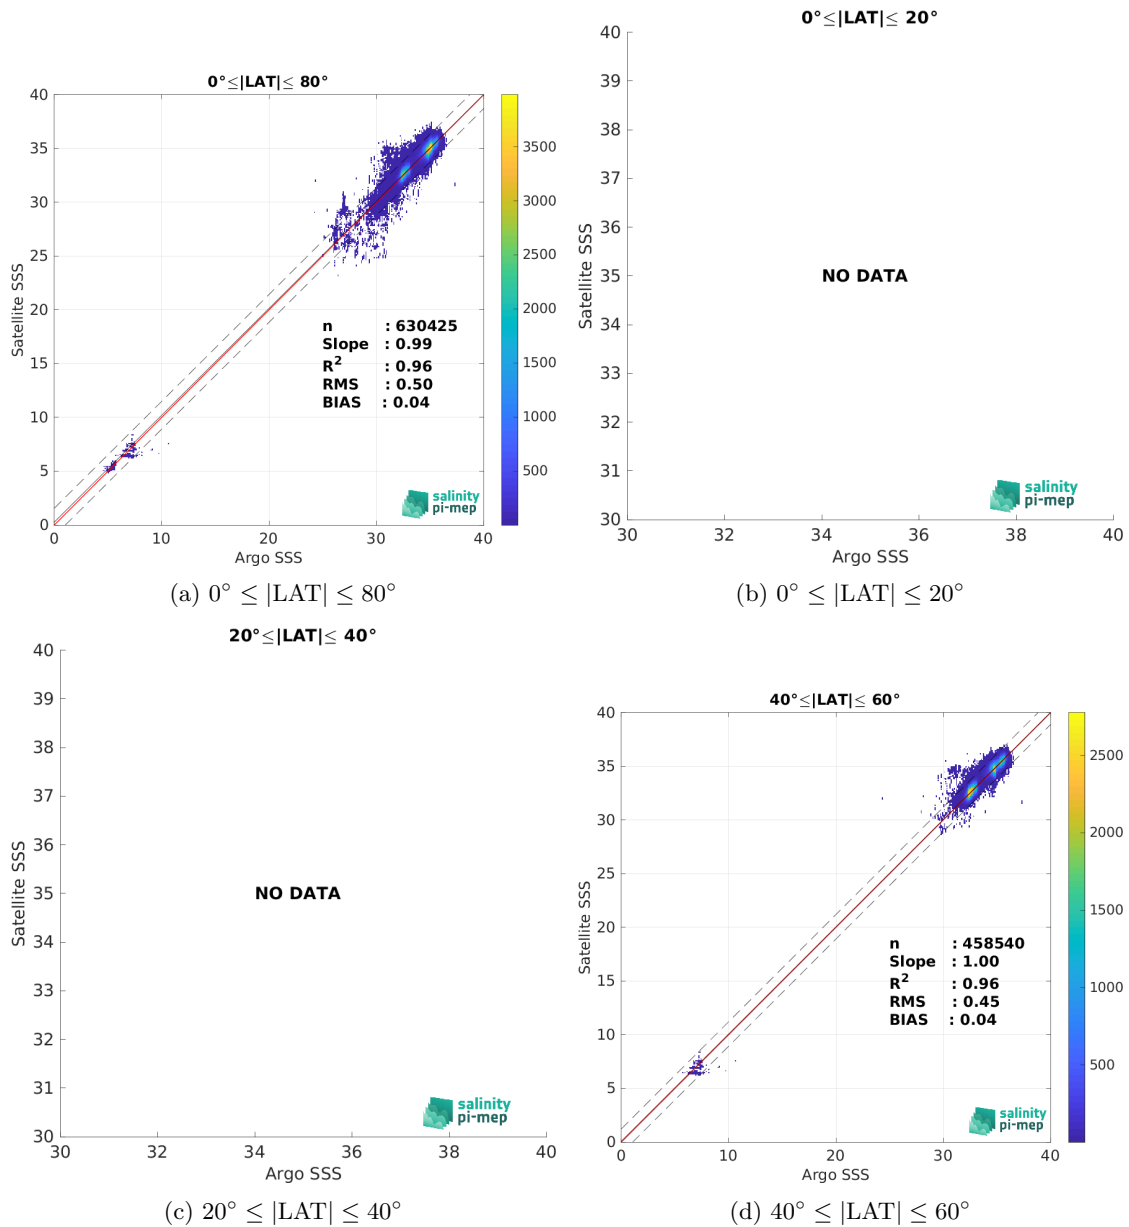 0°≤|LAT|≤ 80°
40
35
30
25
20
15
10
5
0
Satellite SSS
0
10
20
30
40
Argo SSS
3500
3000
2500
2000
1500
1000
500
n : 630425
Slope : 0.99
R² : 0.96
RMS : 0.50
BIAS : 0.04
salinity
pi-mep
(a) 0° ≤ |LAT| ≤ 80°
0°≤|LAT|≤ 20°
40
39
38
37
36
35
34
33
32
31
30
Satellite SSS
NO DATA
30
32
34
36
38
40
Argo SSS
salinity
pi-mep
(b) 0° ≤ |LAT| ≤ 20°
20°≤|LAT|≤ 40°
40
39
38
37
36
35
34
33
32
31
30
Satellite SSS
NO DATA
30
32
34
36
38
40
Argo SSS
salinity
pi-mep
(c) 20° ≤ |LAT| ≤ 40°
40°≤|LAT|≤ 60°
40
35
30
25
20
15
10
5
0
Satellite SSS
0
10
20
30
40
Argo SSS
2500
2000
1500
1000
500
n : 458540
Slope : 1.00
R² : 0.96
RMS : 0.45
BIAS : 0.04
salinity
pi-mep
(d) 40° ≤ |LAT| ≤ 60°